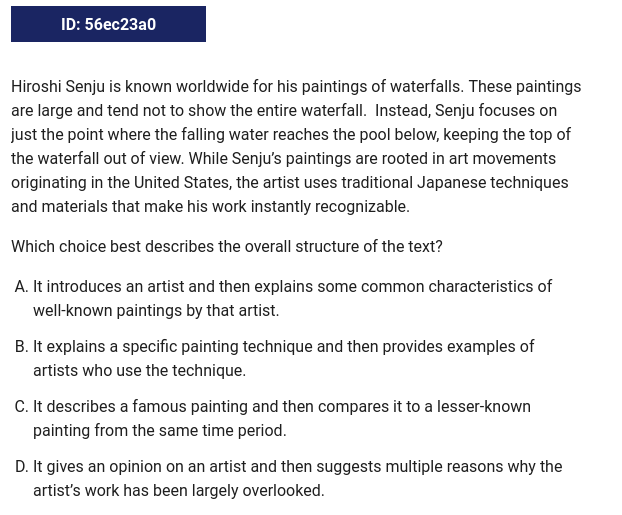 ID: 56ec23a0
Hiroshi Senju is known worldwide for his paintings of waterfalls. These paintings
are large and tend not to show the entire waterfall.  Instead, Senju focuses on
just the point where the falling water reaches the pool below, keeping the top of
the waterfall out of view. While Senju’s paintings are rooted in art movements
originating in the United States, the artist uses traditional Japanese techniques
and materials that make his work instantly recognizable.
Which choice best describes the overall structure of the text?
A. It introduces an artist and then explains some common characteristics of
well-known paintings by that artist.
B. It explains a specific painting technique and then provides examples of
artists who use the technique.
C. It describes a famous painting and then compares it to a lesser-known
painting from the same time period.
D. It gives an opinion on an artist and then suggests multiple reasons why the
artist’s work has been largely overlooked.